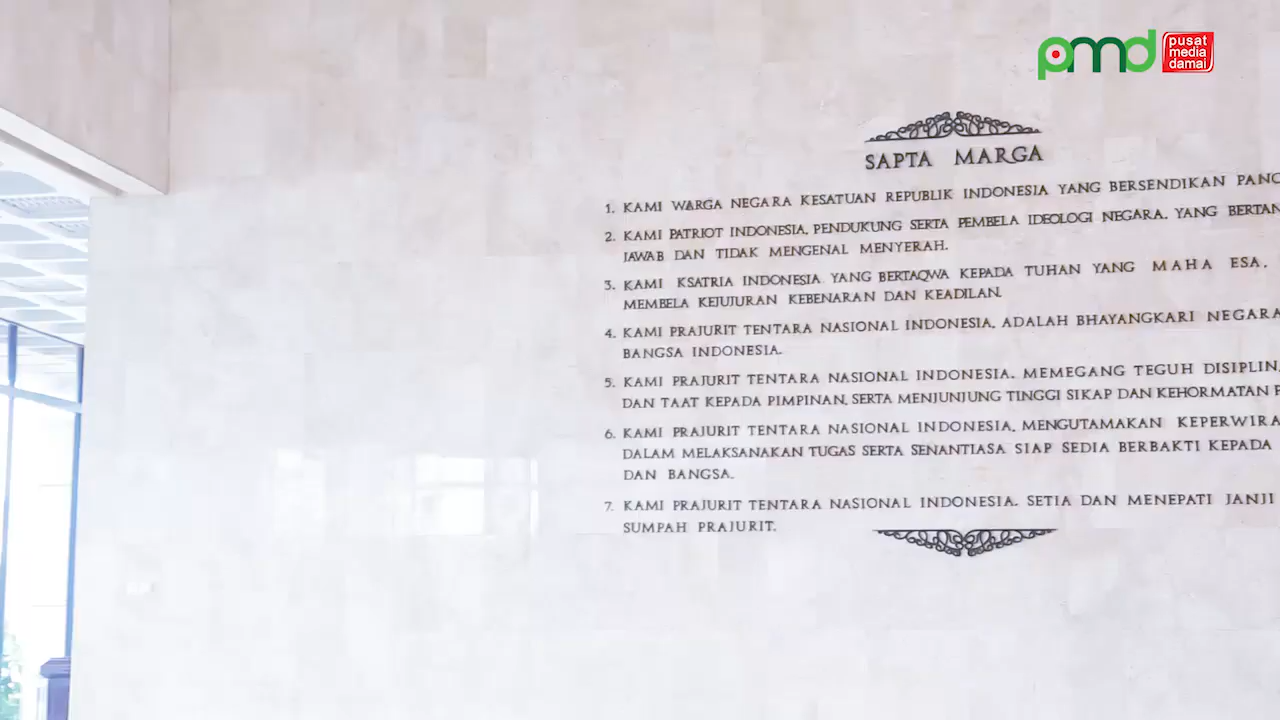 pmd pusat
media
damai
SAPTA MARGA
1. KAMI WARGA NEGARA KESATUAN REPUBLIK INDONESIA YANG BERSENDIKAN PANC
2. KAMI PATRIOT INDONESIA, PENDUKUNG SERTA PEMBELA IDEOLOGI NEGARA, YANG BERTAN
JAWAB DAN TIDAK MENGENAL MENYERAH.
3. KAMI KSATRIA INDONESIA YANG BERTAQWA KEPADA TUHAN YANG MAHA ESA,
MEMBELA KEJUJURAN KEBENARAN DAN KEADILAN.
4. KAMI PRAJURIT TENTARA NASIONAL INDONESIA, ADALAH BHAYANGKARI NEGARA
BANGSA INDONESIA.
5. KAMI PRAJURIT TENTARA NASIONAL INDONESIA. MEMEGANG TEGUH DISIPLIN,
DAN TAAT KEPADA PIMPINAN, SERTA MENJUNJUNG TINGGI SIKAP DAN KEHORMATAN
6. KAMI PRAJURIT TENTARA NASIONAL INDONESIA, MENGUTAMAKAN KEPERWIRA
DALAM MELAKSANAKAN TUGAS SERTA SENANTIASA SIAP SEDIA BERBAKTI KEPADA
DAN BANGSA.
7. KAMI PRAJURIT TENTARA NASIONAL INDONESIA. SETIA DAN MENEPATI JANJI
SUMPAH PRAJURIT.